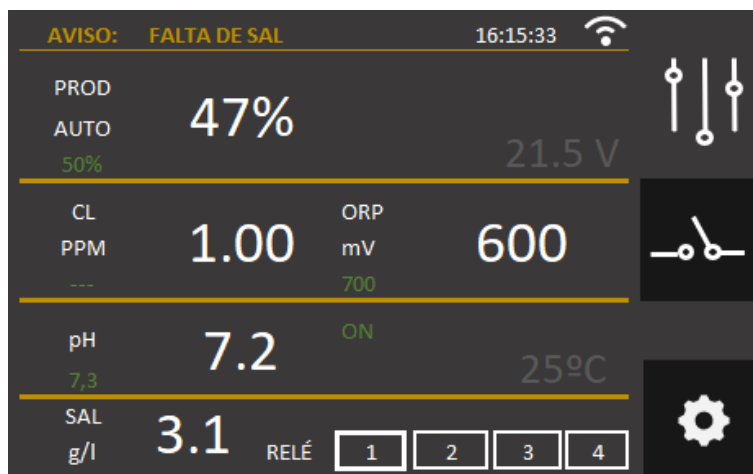 AVISO: FALTA DE SAL 16:15:33
PROD
AUTO
50%
47%
21.5 V
CL
PPM
---
1.00
ORP
mV
700
600
pH
7,3
7.2
ON
25ºC
SAL
g/l
3.1
RELÉ 1 2 3 4